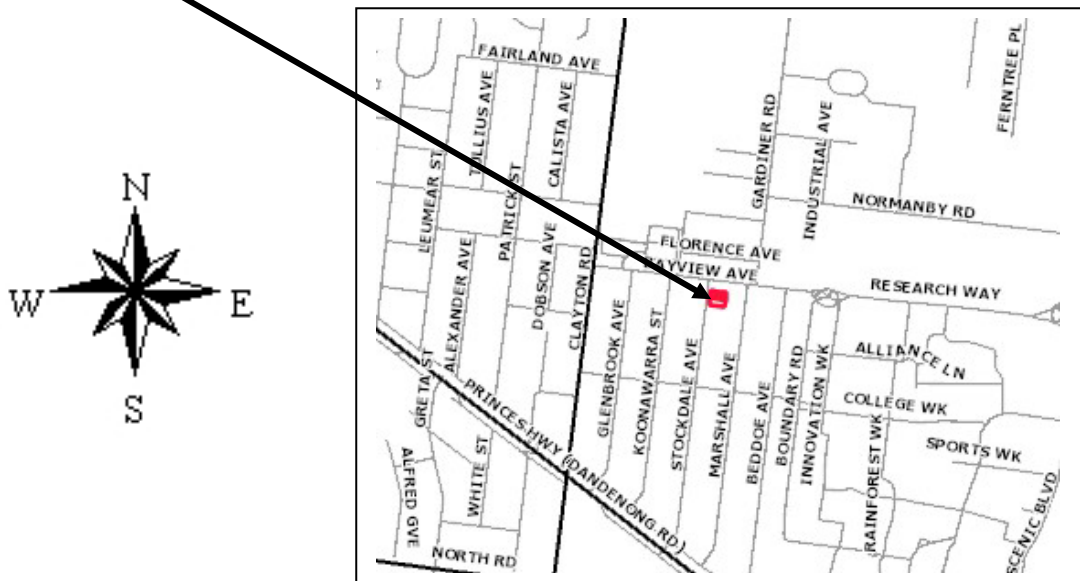 N
W
E
S
FAIRLAND AVE
FERNTREE PL
TULLIUS AVE
CALISTA AVE
GARDINER RD
INDUSTRIAL AVE
LEUMEAR ST
PATRICK ST
NORMANBY RD
ALEXANDER AVE
DOBSON AVE
CLAYTON RD
FLORENCE AVE
BAYVIEW AVE
RESEARCH WAY
GRETA ST
GLENBROOK AVE
KOONAWARRA ST
STOCKDALE AVE
MARSHALL AVE
BEDDOE AVE
BOUNDARY RD
INNOVATION WK
ALLIANCE LN
COLLEGE WK
PRINCES HWY (DANDENONG RD)
ALFRED GVE
WHITE ST
RAINFOREST WK
SPORTS WK
SCENIC BLVD
NORTH RD